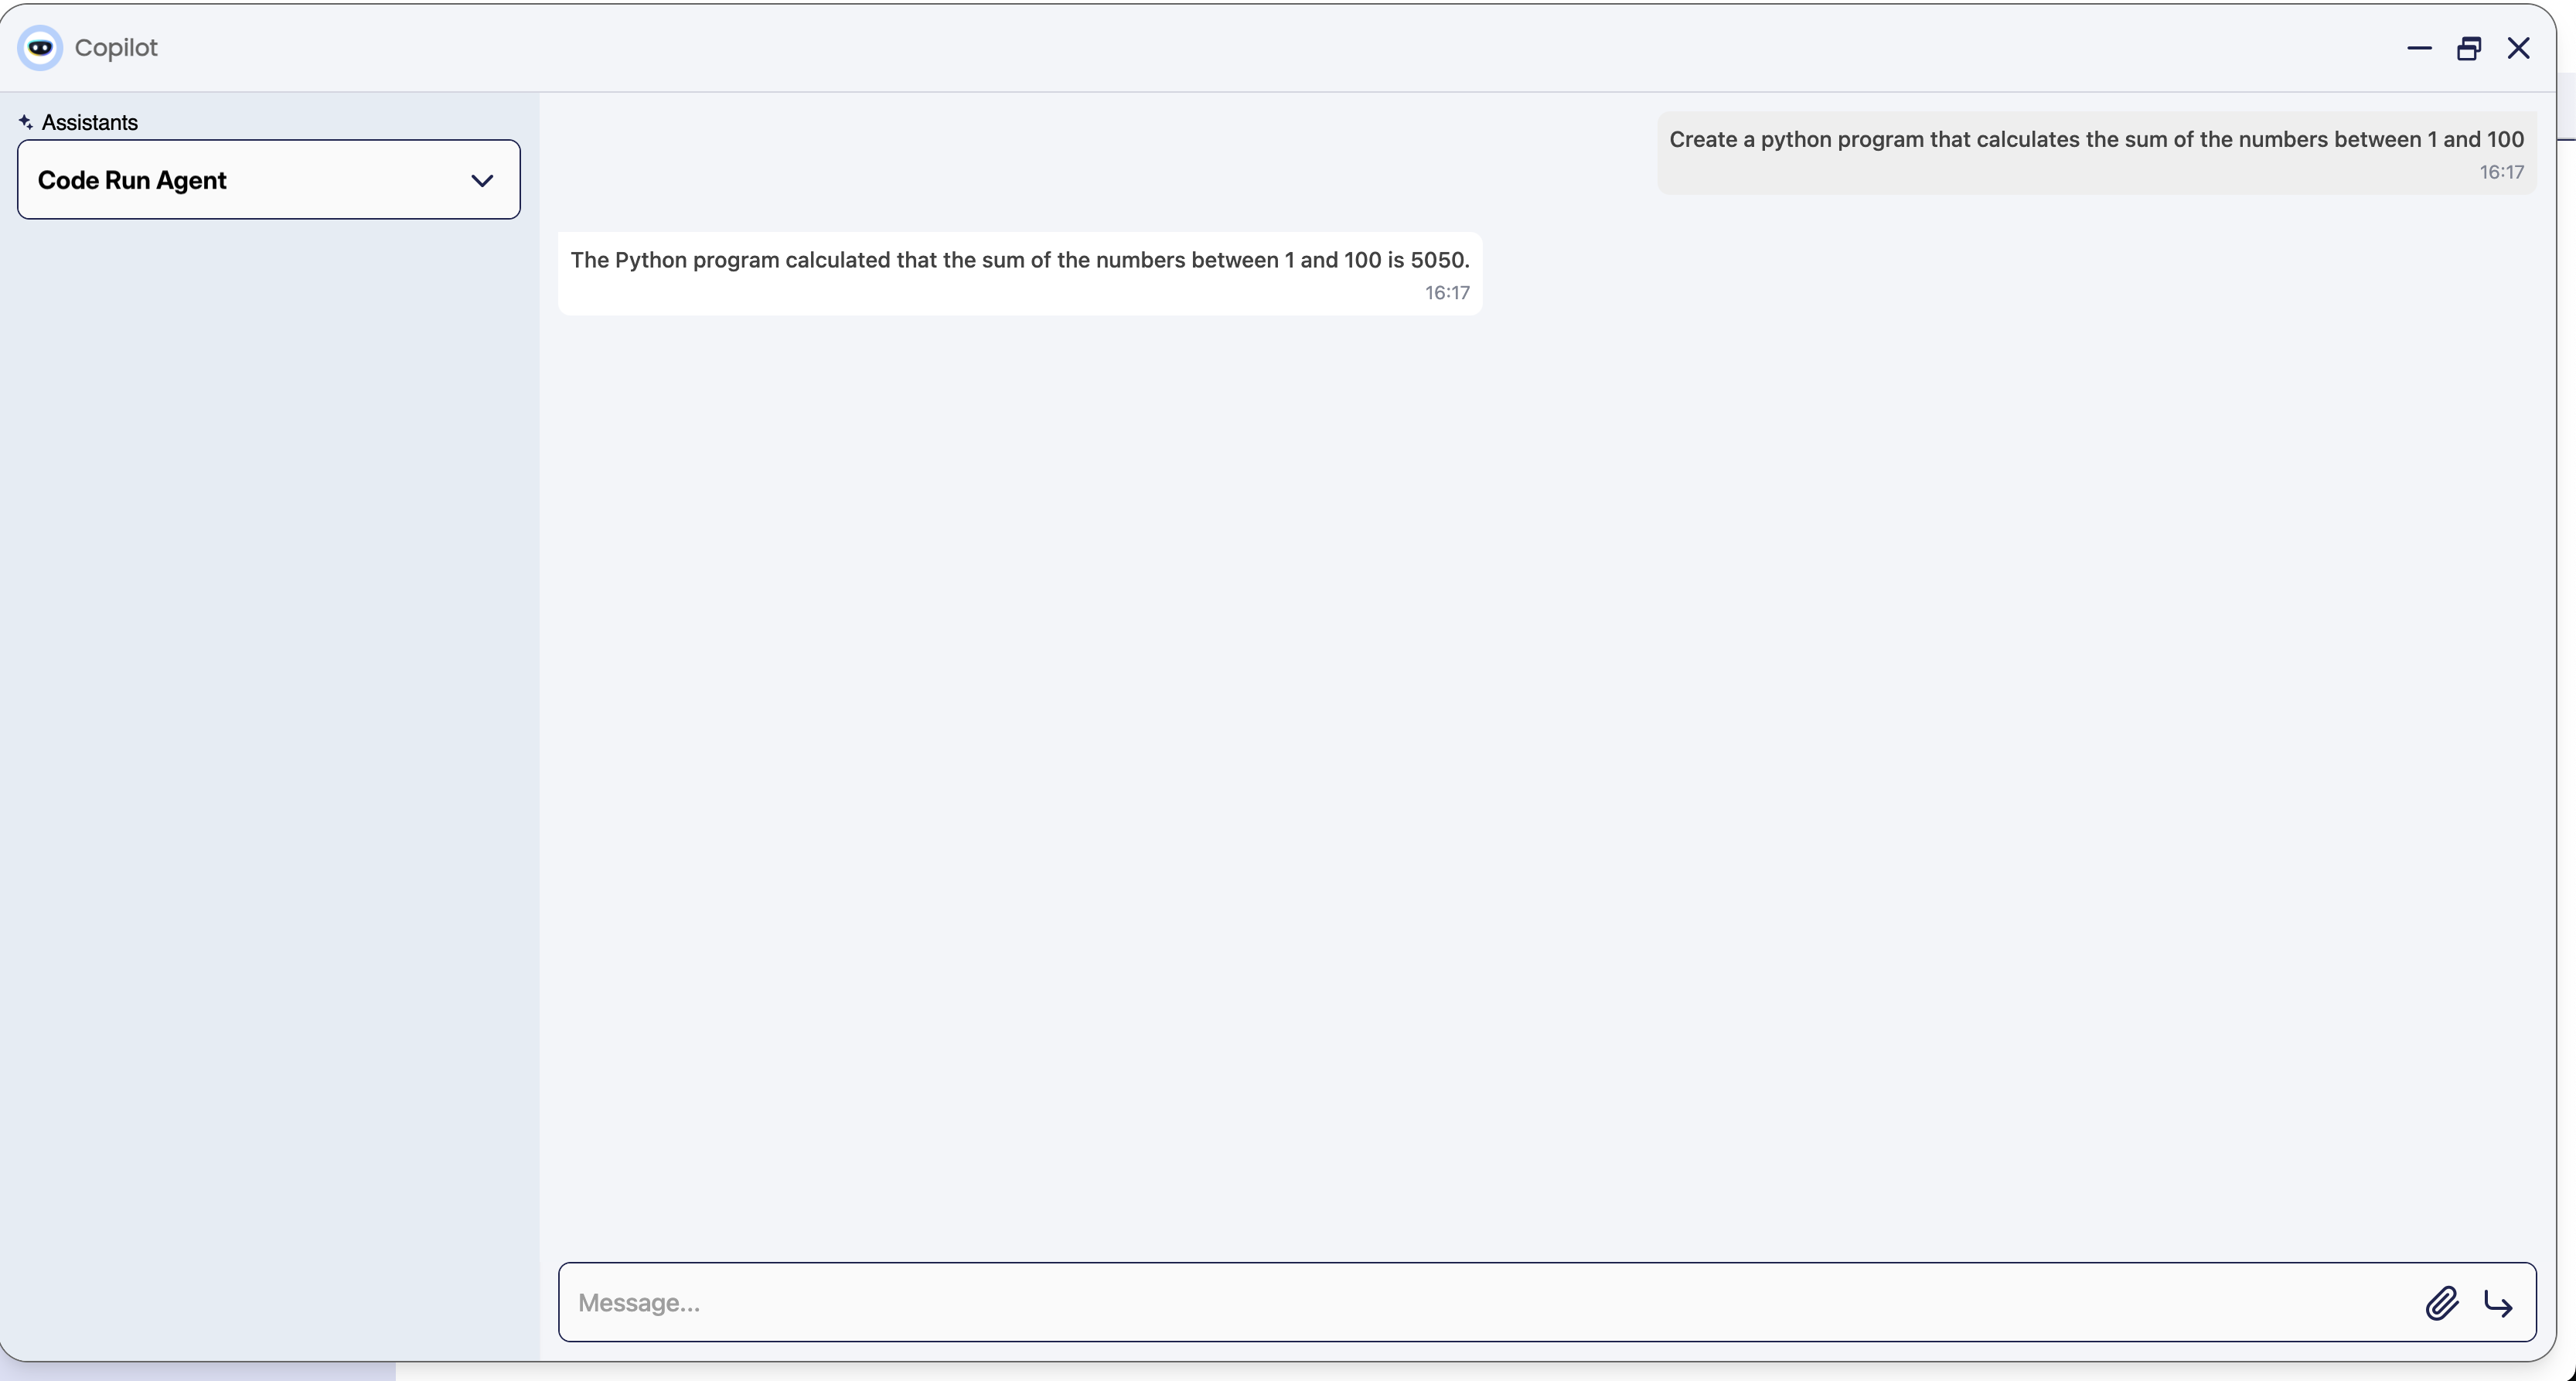 Copilot
Assistants
Code Run Agent
Create a python program that calculates the sum of the numbers between 1 and 100
16:17
The Python program calculated that the sum of the numbers between 1 and 100 is 5050.
16:17
Message...